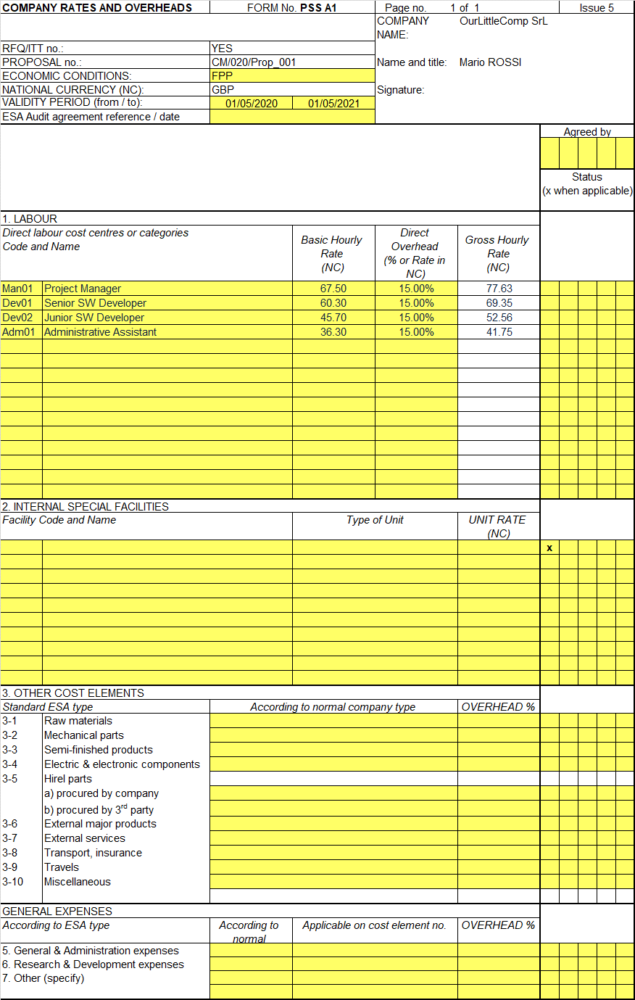 COMPANY RATES AND OVERHEADS FORM No. PSS A1 Page no. 1 of 1 Issue 5
COMPANY NAME: OurLittleComp SrL
RFQ/ITT no.: YES
PROPOSAL no.: CM/020/Prop_001
Name and title: Mario ROSSI
ECONOMIC CONDITIONS: FPP
NATIONAL CURRENCY (NC): GBP
Signature:
VALIDITY PERIOD (from / to): 01/05/2020 01/05/2021
ESA Audit agreement reference / date
Agreed by
Status
(x when applicable)
1. LABOUR
Direct labour cost centres or categories
Code and Name
Basic Hourly
Rate
(NC)
Direct
Overhead
(% or Rate in
NC)
Gross Hourly
Rate
(NC)
Man01 Project Manager 67.50 15.00% 77.63
Dev01 Senior SW Developer 60.30 15.00% 69.35
Dev02 Junior SW Developer 45.70 15.00% 52.56
Adm01 Administrative Assistant 36.30 15.00% 41.75
2. INTERNAL SPECIAL FACILITIES
Facility Code and Name Type of Unit UNIT RATE
(NC)
x
3. OTHER COST ELEMENTS
Standard ESA type According to normal company type OVERHEAD %
3-1 Raw materials
3-2 Mechanical parts
3-3 Semi-finished products
3-4 Electric & electronic components
3-5 Hirel parts
a) procured by company
b) procured by 3rd party
3-6 External major products
3-7 External services
3-8 Transport, insurance
3-9 Travels
3-10 Miscellaneous
GENERAL EXPENSES
According to ESA type According to
normal
Applicable on cost element no. OVERHEAD %
5. General & Administration expenses
6. Research & Development expenses
7. Other (specify)